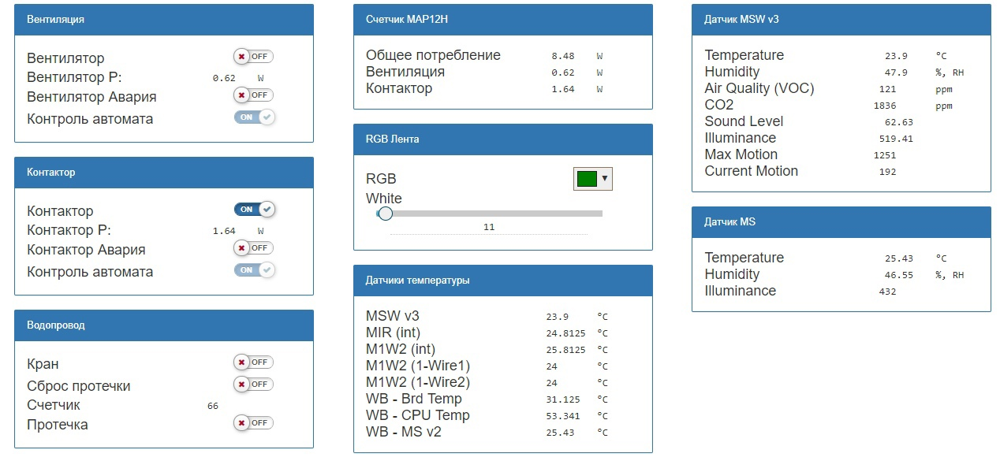 Вентиляция
Вентилятор OFF
Вентилятор P: 0.62 W
Вентилятор Авария OFF
Контроль автомата ON
Контактор
Контактор ON
Контактор P: 1.64 W
Контактор Авария OFF
Контроль автомата ON
Водопровод
Кран OFF
Сброс протечки OFF
Счетчик 66
Протечка OFF
Счетчик MAP12H
Общее потребление 8.48 W
Вентиляция 0.62 W
Контактор 1.64 W
RGB Лента
RGB
White
11
Датчики температуры
MSW v3 23.9 °C
MIR (int) 24.8125 °C
M1W2 (int) 25.8125 °C
M1W2 (1-Wire1) 24 °C
M1W2 (1-Wire2) 24 °C
WB - Brd Temp 31.125 °C
WB - CPU Temp 53.341 °C
WB - MS v2 25.43 °C
Датчик MSW v3
Temperature 23.9 °C
Humidity 47.9 %, RH
Air Quality (VOC) 121 ppm
CO2 1836 ppm
Sound Level 62.63
Illuminance 519.41
Max Motion 1251
Current Motion 192
Датчик MS
Temperature 25.43 °C
Humidity 46.55 %, RH
Illuminance 432